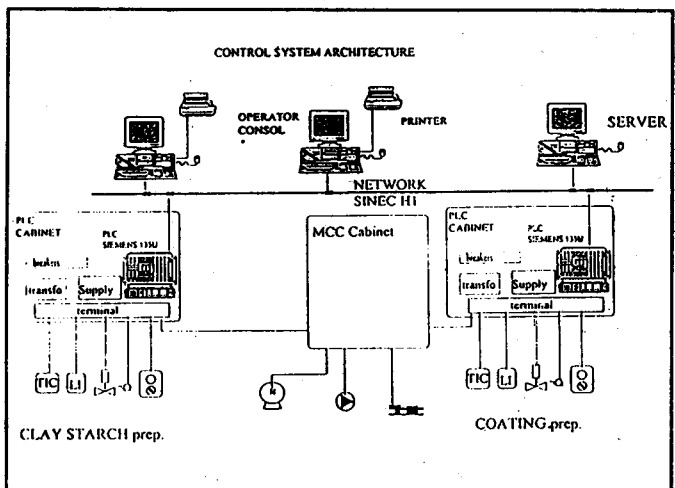 CONTROL SYSTEM ARCHITECTURE
OPERATOR
CONSOL
PRINTER
SERVER
NETWORK
SINEC H1
PLC
CABINET
PLC
SIEMENS 135U
transfo
Supply
terminal
MCC Cabinet
PLC
CABINET
PLC
SIEMENS 135U
transfo
Supply
terminal
TIC
LI
TIC
LI
CLAY STARCH prep.
COATING prep.